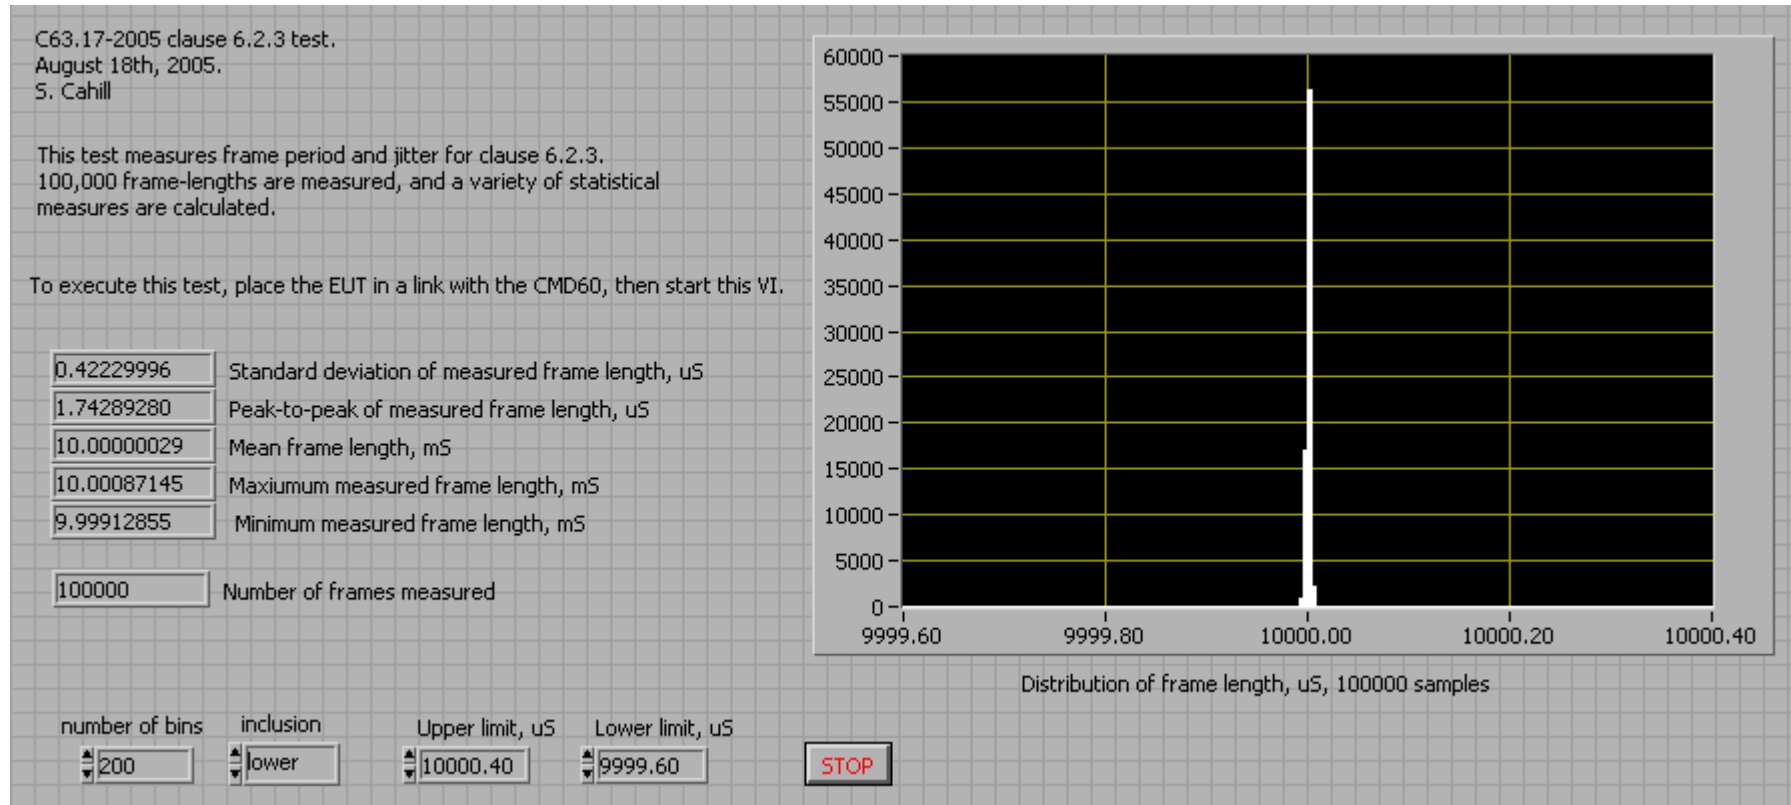 C63.17-2005 clause 6.2.3 test.
August 18th, 2005.
S. Cahill
This test measures frame period and jitter for clause 6.2.3.
100,000 frame-lengths are measured, and a variety of statistical
measures are calculated.
To execute this test, place the EUT in a link with the CMD60, then start this VI.
0.42229996 Standard deviation of measured frame length, uS
1.74289280 Peak-to-peak of measured frame length, uS
10.00000029 Mean frame length, mS
10.00087145 Maxiumum measured frame length, mS
9.99912855 Minimum measured frame length, mS
100000 Number of frames measured
60000
55000
50000
45000
40000
35000
30000
25000
20000
15000
10000
5000
0
9999.60 9999.80 10000.00 10000.20 10000.40
Distribution of frame length, uS, 100000 samples
number of bins inclusion Upper limit, uS Lower limit, uS
200 lower 10000.40 9999.60 STOP